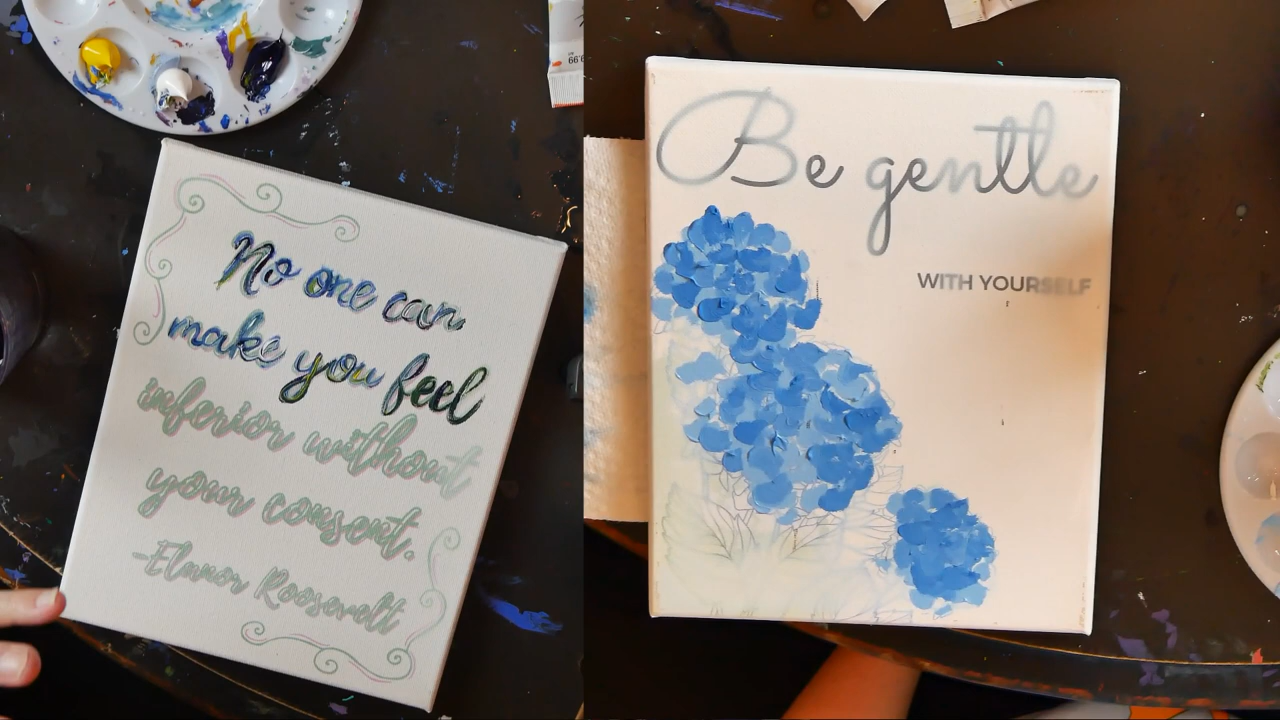 No one can
make you feel
inferior without
your consent.
-Elanor Roosevelt
Be gentle
WITH YOURSELF